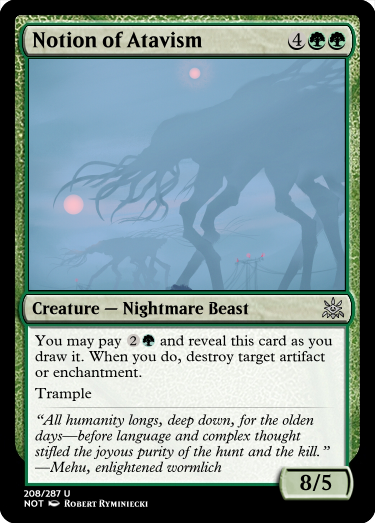 Notion of Atavism 4
Creature — Nightmare Beast
You may pay 2 and reveal this card as you
draw it. When you do, destroy target artifact
or enchantment.
Trample
“All humanity longs, deep down, for the olden
days—before language and complex thought
stifled the joyous purity of the hunt and the kill.”
—Mehu, enlightened wormlich
8/5
208/287 U
NOT Robert Ryminiecki